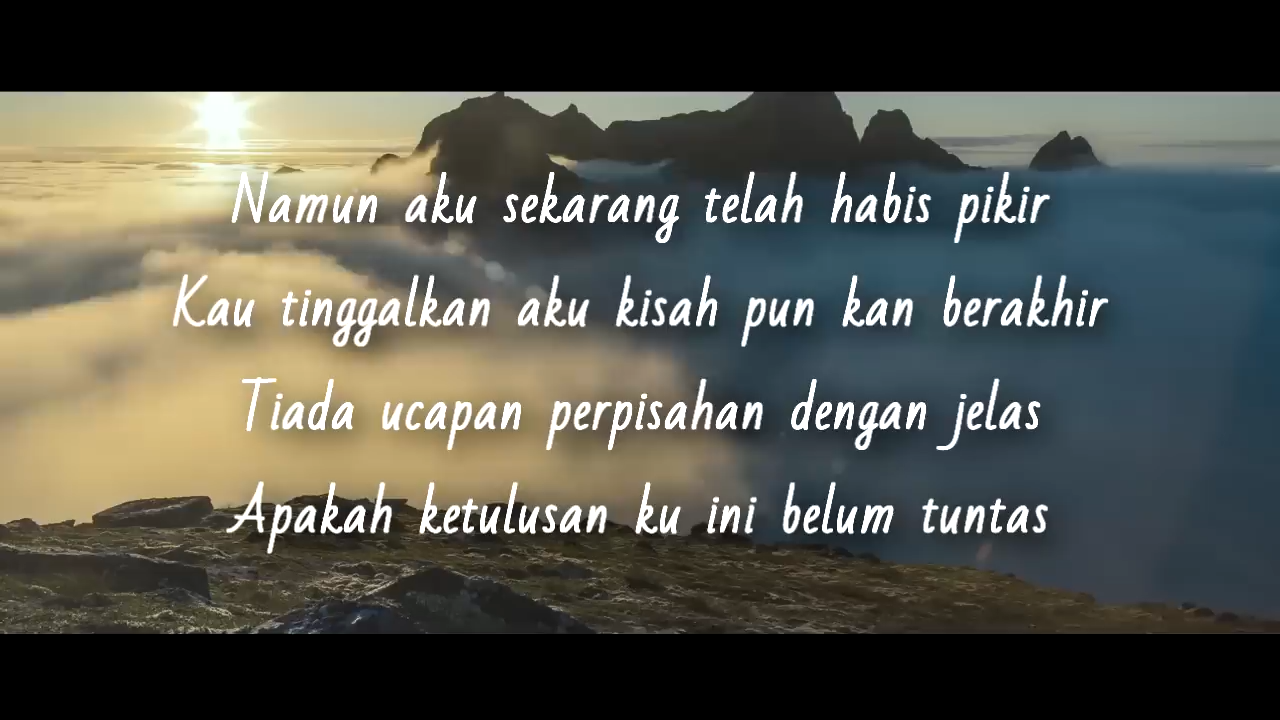 Namun aku sekarang telah habis pikir
Kau tinggalkan aku kisah pun kan berakhir
Tiada ucapan perpisahan dengan jelas
Apakah ketulusan ku ini belum tuntas